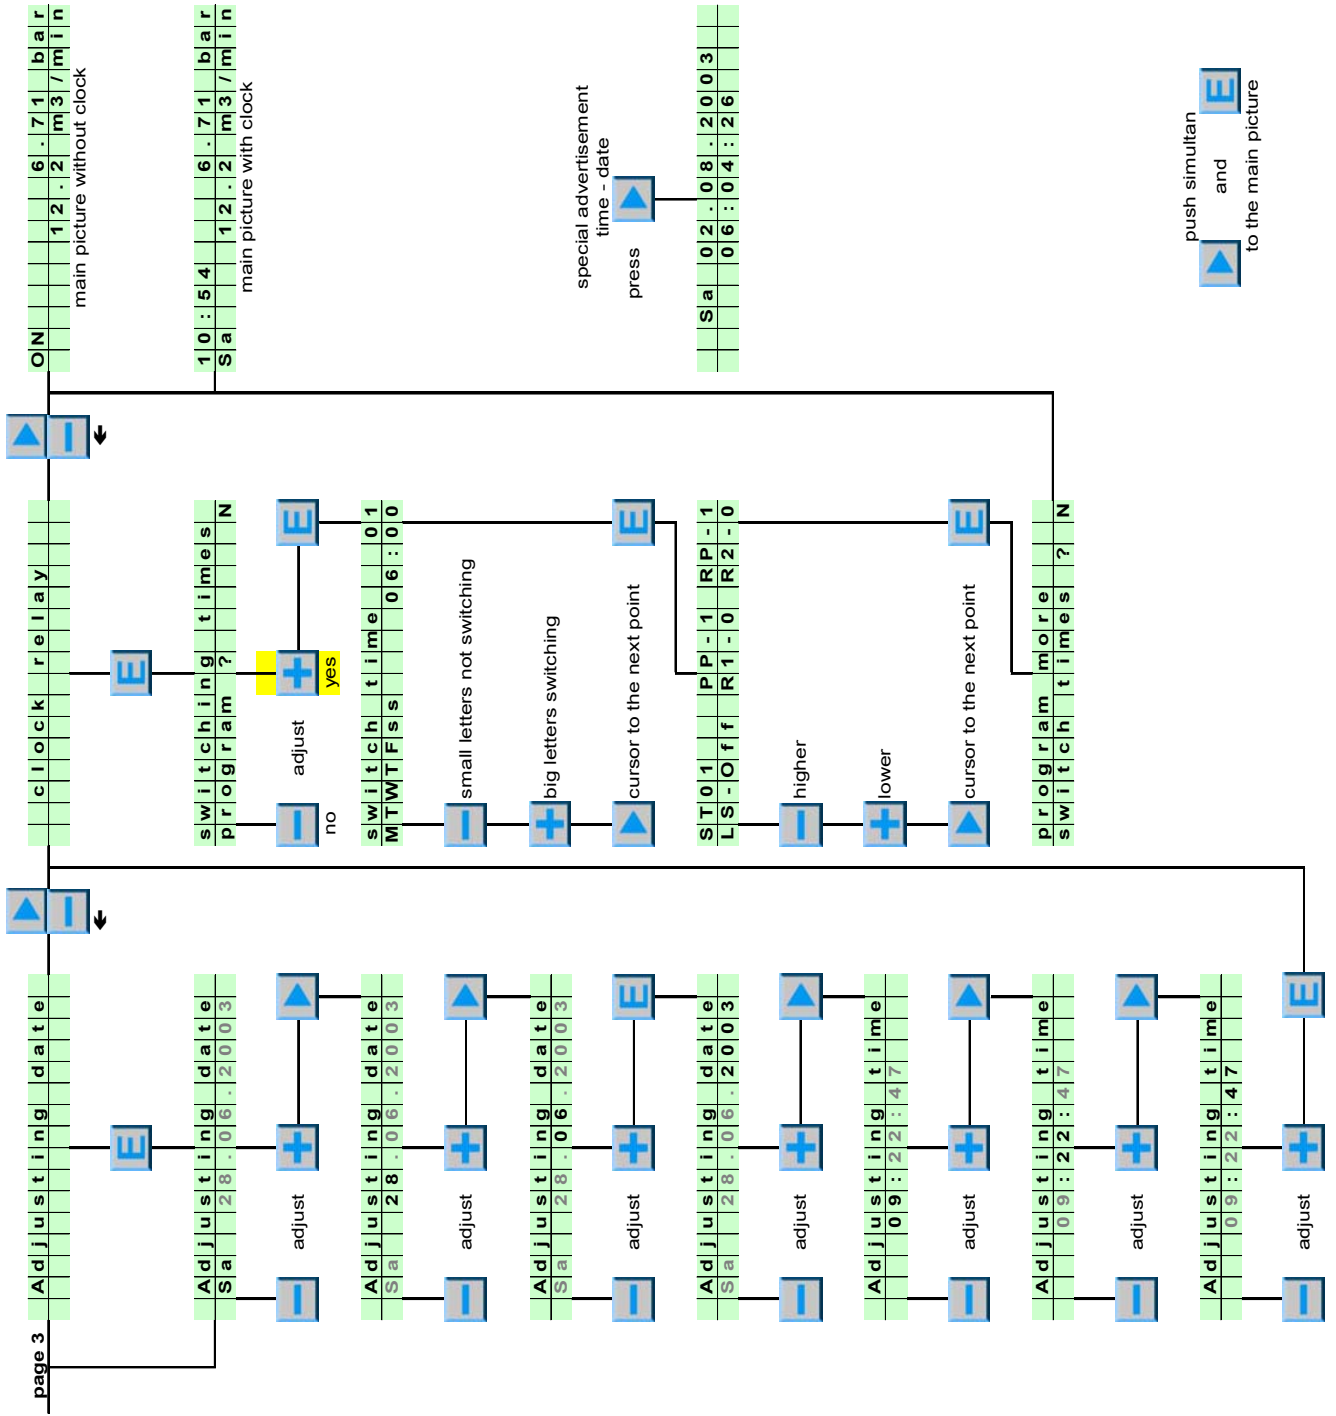 page 3
Adjusting date
E
Adjusting date
Sa 28.06.2003
adjust
Adjusting date
Sa 28.06.2003
adjust
Adjusting date
Sa 28.06.2003
adjust
E
Adjusting date
Sa 28.06.2003
adjust
Adjusting time
09:22:47
adjust
Adjusting time
09:22:47
adjust
Adjusting time
09:22:47
adjust
E
clock relay
E
switching times
program ? N
adjust
E
no
yes
switch time 01
MTWTFss 06:00
small letters not switching
big letters switching
cursor to the next point
E
ST01 PP-1 RP-1
LS-Off R1-0 R2-0
higher
lower
cursor to the next point
E
program more
switch times ? N
ON 6.71 bar
12.2 m3/min
main picture without clock
10:54 6.71 bar
Sa 12.2 m3/min
main picture with clock
special advertisement
time - date
press
Sa 02.08.2003
06:04:26
push simultan
and
E
to the main picture